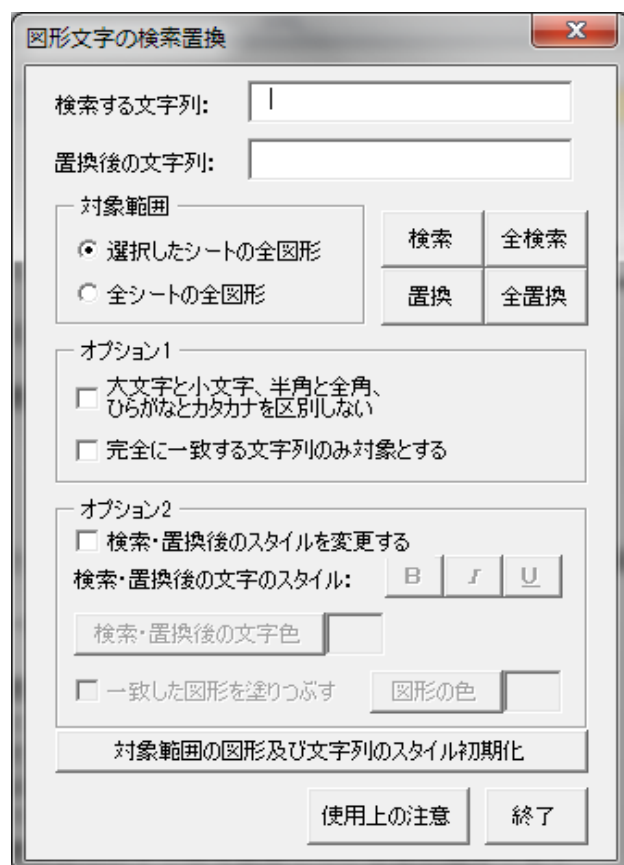 図形文字の検索置換
検索する文字列:
置換後の文字列:
対象範囲
選択したシートの全図形
全シートの全図形
検索
全検索
置換
全置換
オプション1
大文字と小文字、半角と全角、
ひらがなとカタカナを区別しない
完全に一致する文字列のみ対象とする
オプション2
検索・置換後のスタイルを変更する
検索・置換後の文字のスタイル:
B
I
U
検索・置換後の文字色
一致した図形を塗りつぶす
図形の色
対象範囲の図形及び文字列のスタイル初期化
使用上の注意
終了